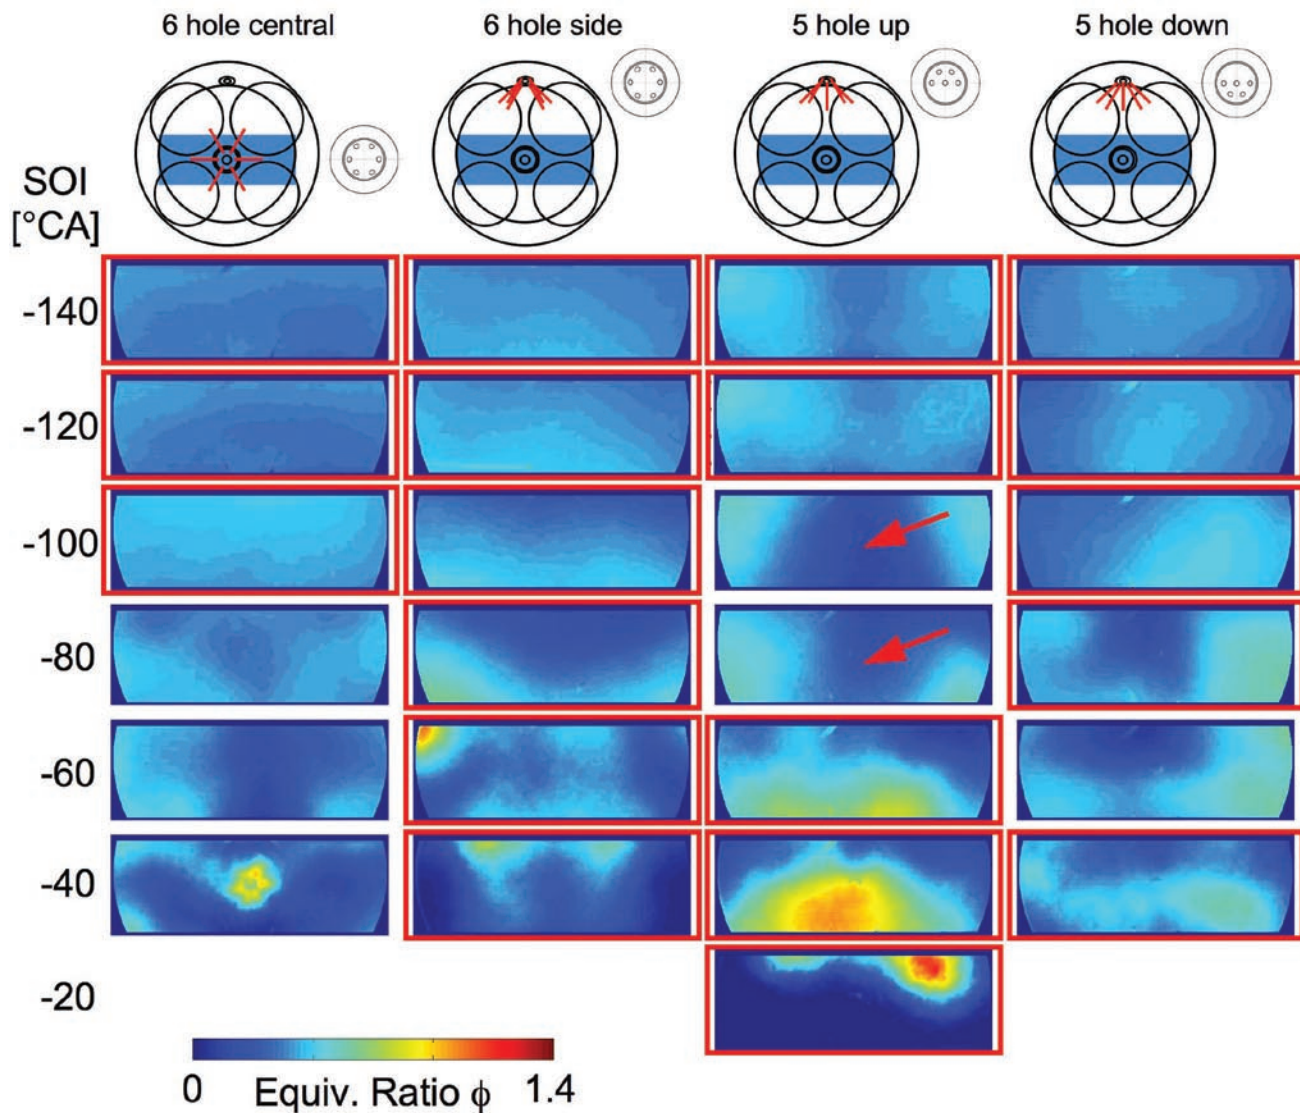 6 hole central
6 hole side
5 hole up
5 hole down
SOI
[°CA]
-140
-120
-100
-80
-60
-40
-20
0
Equiv. Ratio ϕ
1.4